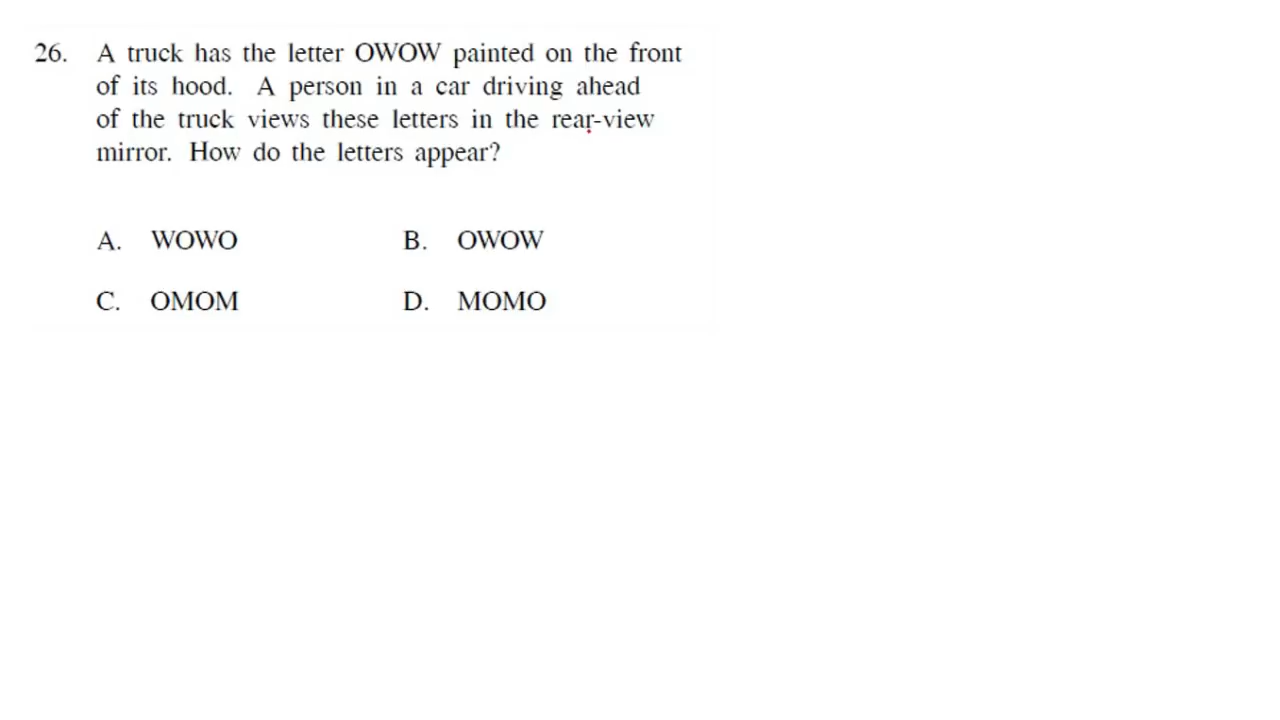 26. A truck has the letter OWOW painted on the front
of its hood. A person in a car driving ahead
of the truck views these letters in the rear-view
mirror. How do the letters appear?
A. WOWO B. OWOW
C. OMOM D. MOMO